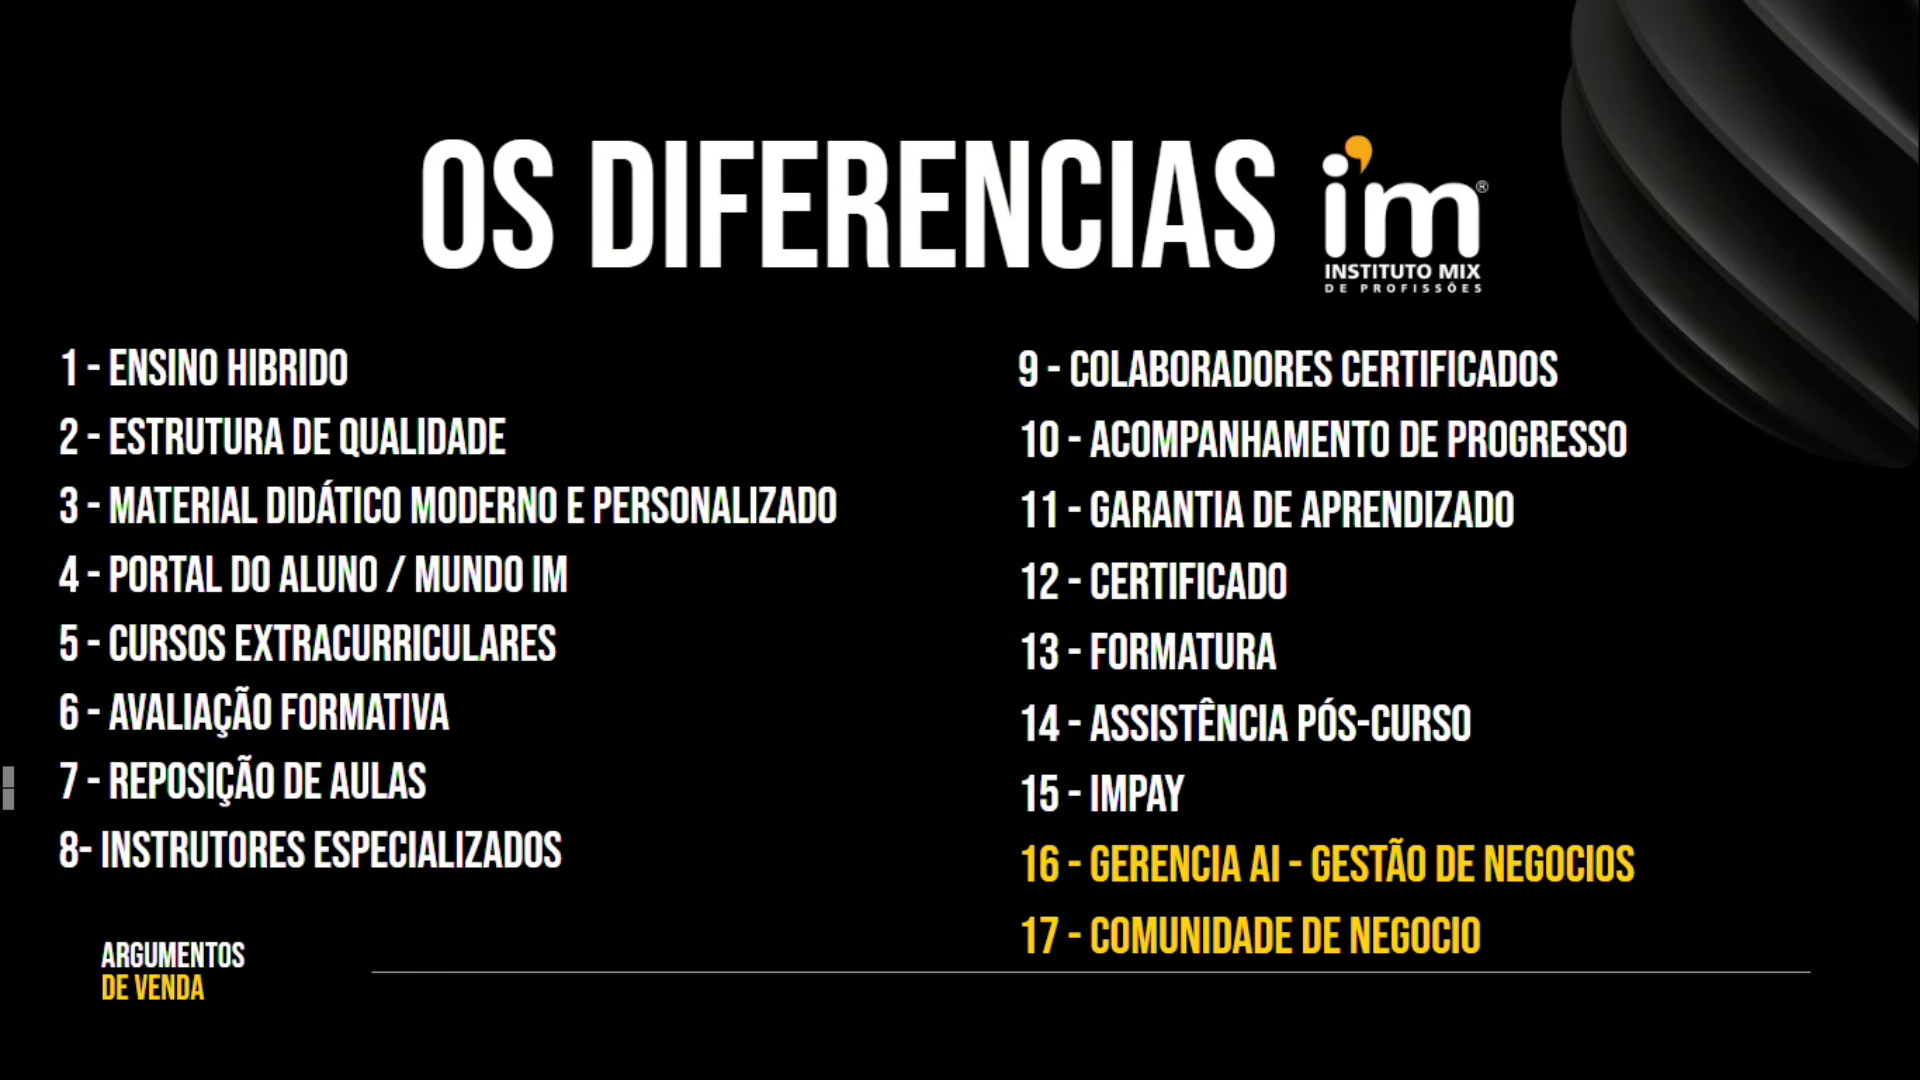 OS DIFERENCIAS
i'm®
INSTITUTO MIX
DE PROFISSÕES
1 - ENSINO HIBRIDO
2 - ESTRUTURA DE QUALIDADE
3 - MATERIAL DIDÁTICO MODERNO E PERSONALIZADO
4 - PORTAL DO ALUNO / MUNDO IM
5 - CURSOS EXTRACURRICULARES
6 - AVALIAÇÃO FORMATIVA
7 - REPOSIÇÃO DE AULAS
8- INSTRUTORES ESPECIALIZADOS
9 - COLABORADORES CERTIFICADOS
10 - ACOMPANHAMENTO DE PROGRESSO
11 - GARANTIA DE APRENDIZADO
12 - CERTIFICADO
13 - FORMATURA
14 - ASSISTÊNCIA PÓS-CURSO
15 - IMPAY
16 - GERENCIA AI - GESTÃO DE NEGOCIOS
17 - COMUNIDADE DE NEGOCIO
ARGUMENTOS
DE VENDA